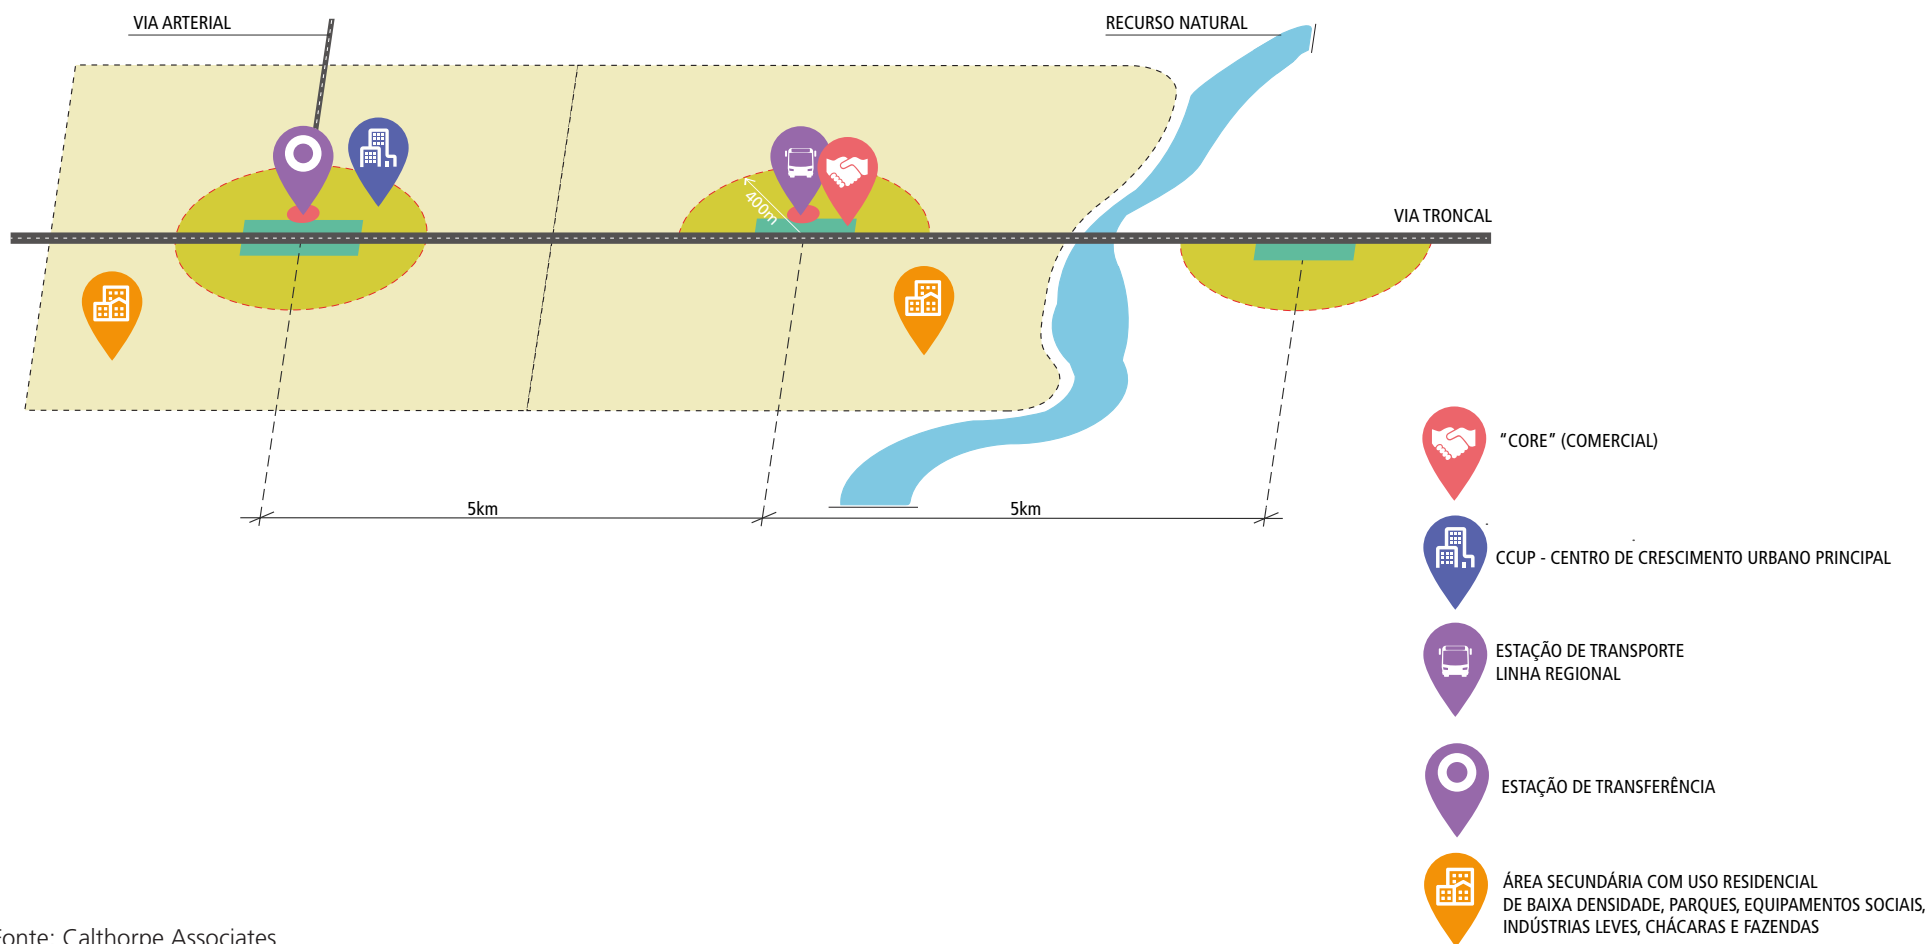 VIA ARTERIAL
RECURSO NATURAL
400m
VIA TRONCAL
5km
5km
"CORE" (COMERCIAL)
CCUP - CENTRO DE CRESCIMENTO URBANO PRINCIPAL
ESTAÇÃO DE TRANSPORTE
LINHA REGIONAL
ESTAÇÃO DE TRANSFERÊNCIA
ÁREA SECUNDÁRIA COM USO RESIDENCIAL
DE BAIXA DENSIDADE, PARQUES, EQUIPAMENTOS SOCIAIS,
INDÚSTRIAS LEVES, CHÁCARAS E FAZENDAS
Fonte: Calthorpe Associates